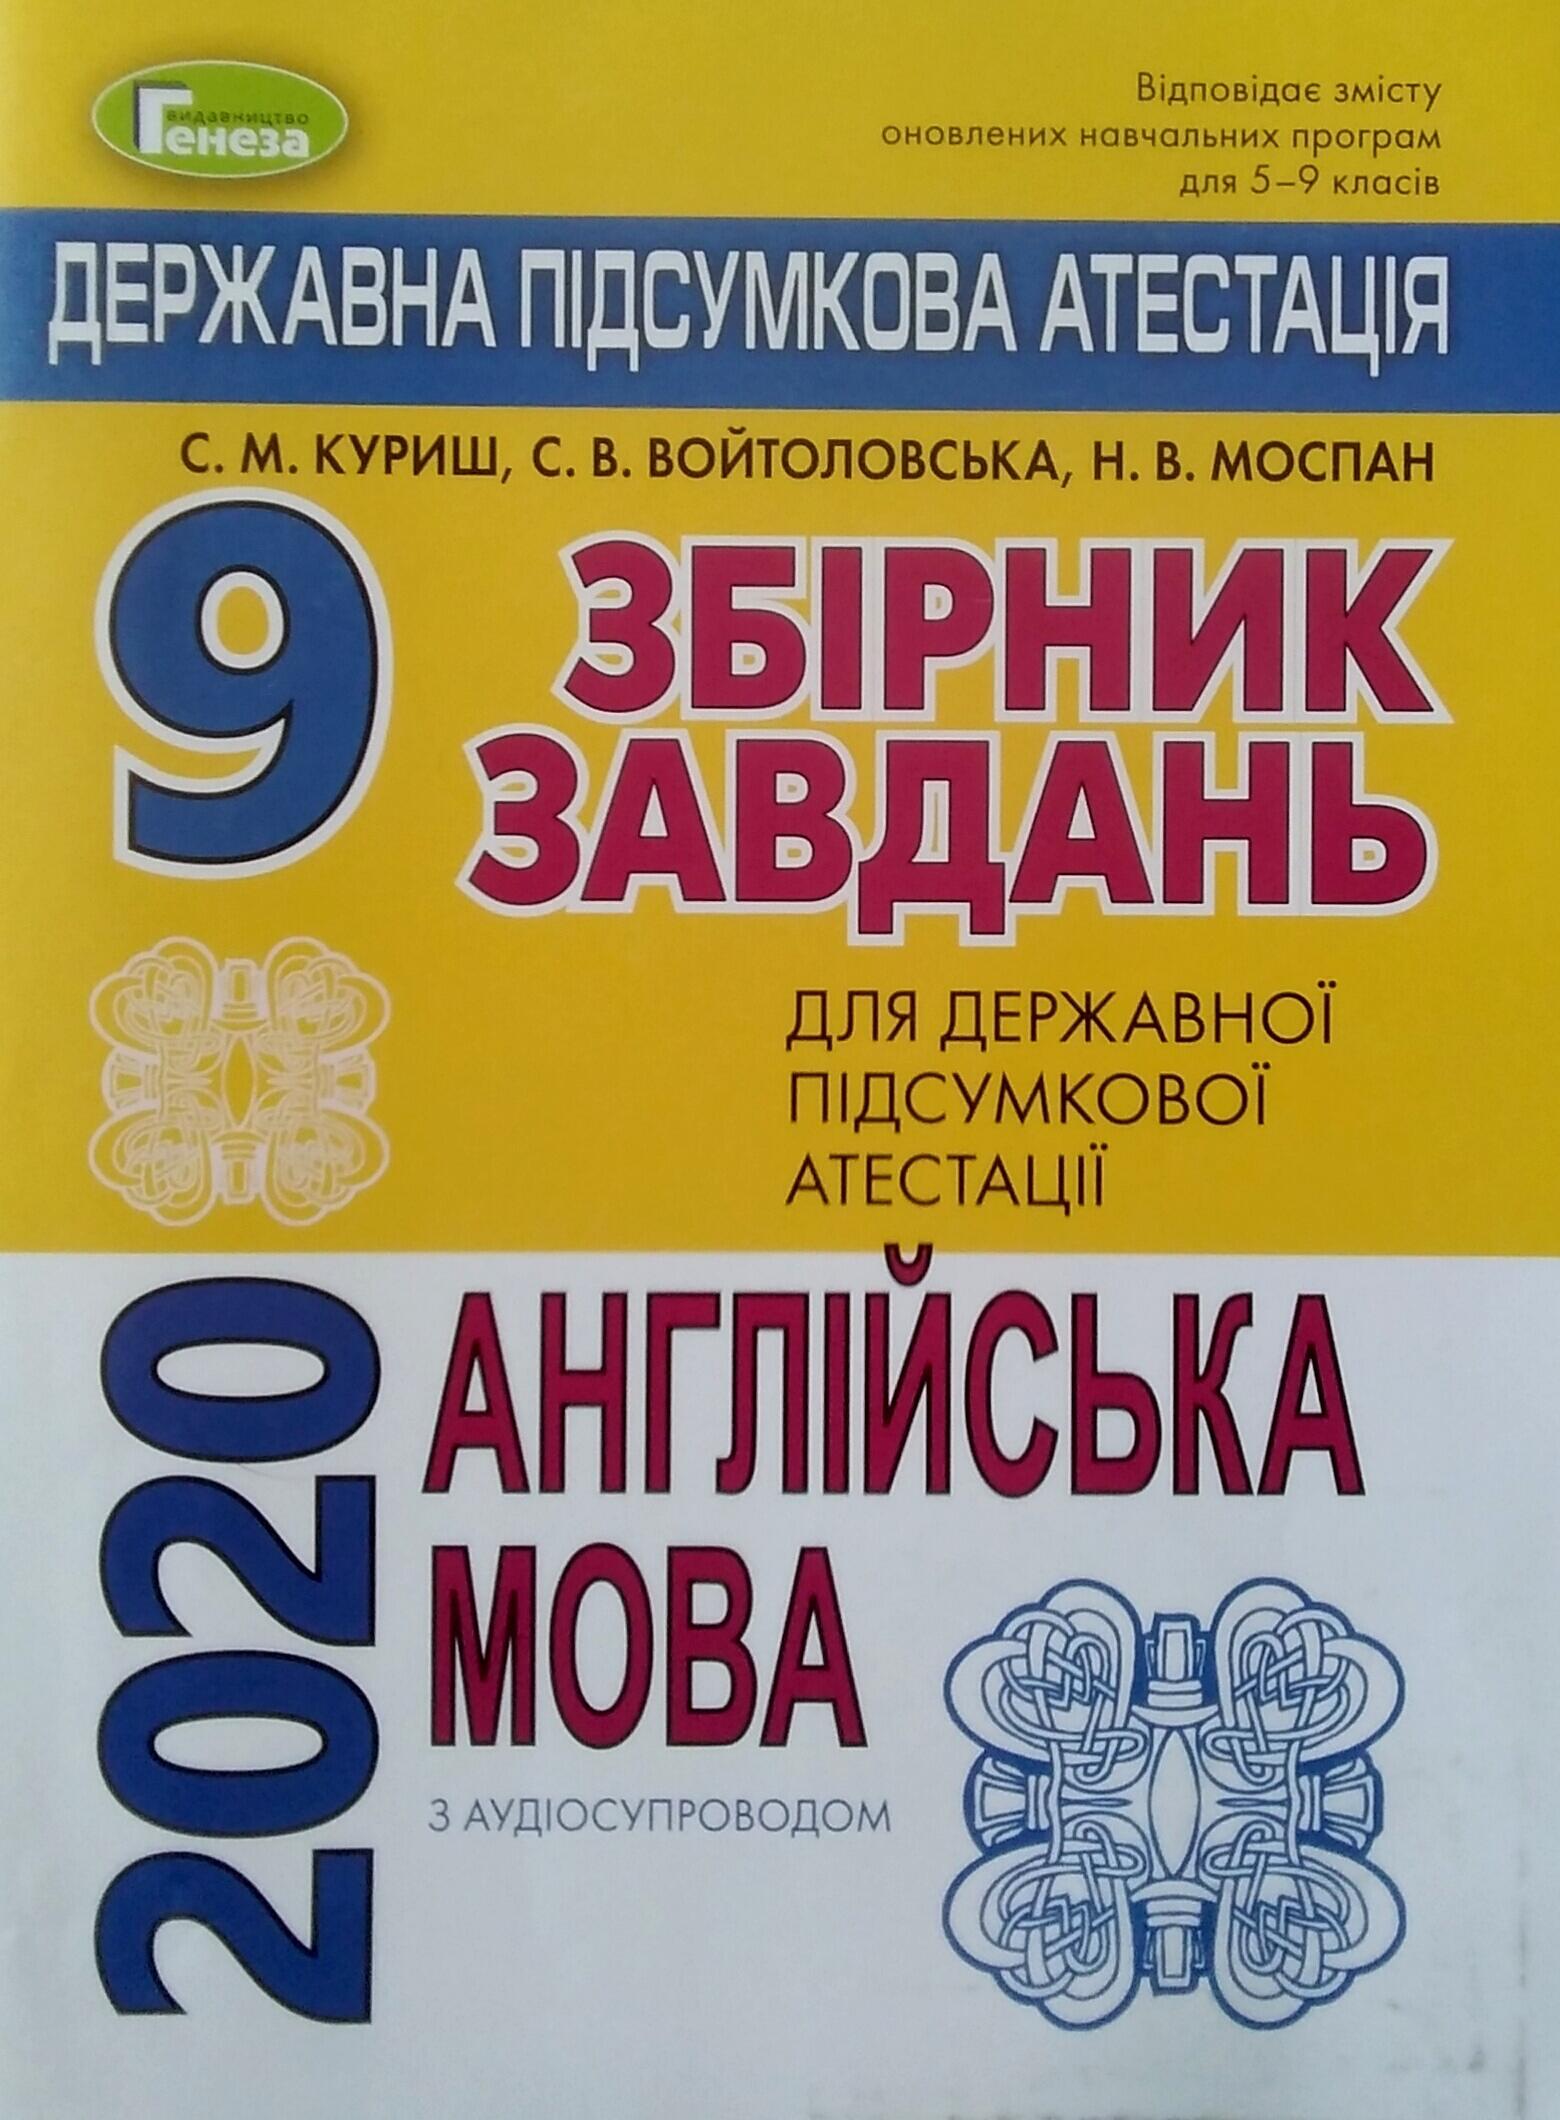 видавництво
Генеза
Відповідає змісту
оновлених навчальних програм
для 5–9 класів
ДЕРЖАВНА ПІДСУМКОВА АТЕСТАЦІЯ
С. М. КУРИШ, С. В. ВОЙТОЛОВСЬКА, Н. В. МОСПАН
9
ЗБІРНИК
ЗАВДАНЬ
ДЛЯ ДЕРЖАВНОЇ
ПІДСУМКОВОЇ
АТЕСТАЦІЇ
2020
АНГЛІЙСЬКА
МОВА
З АУДІОСУПРОВОДОМ